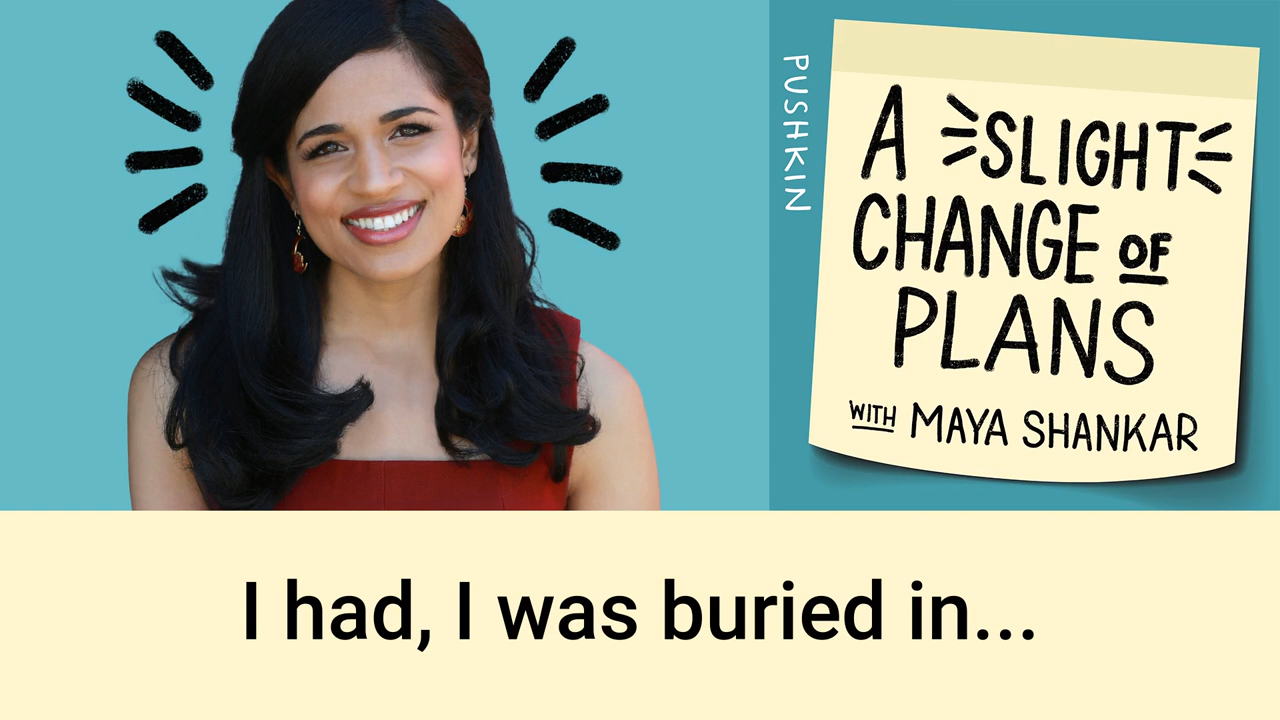 PUSHKIN
A SLIGHT
CHANGE OF
PLANS
WITH MAYA SHANKAR
I had, I was buried in...